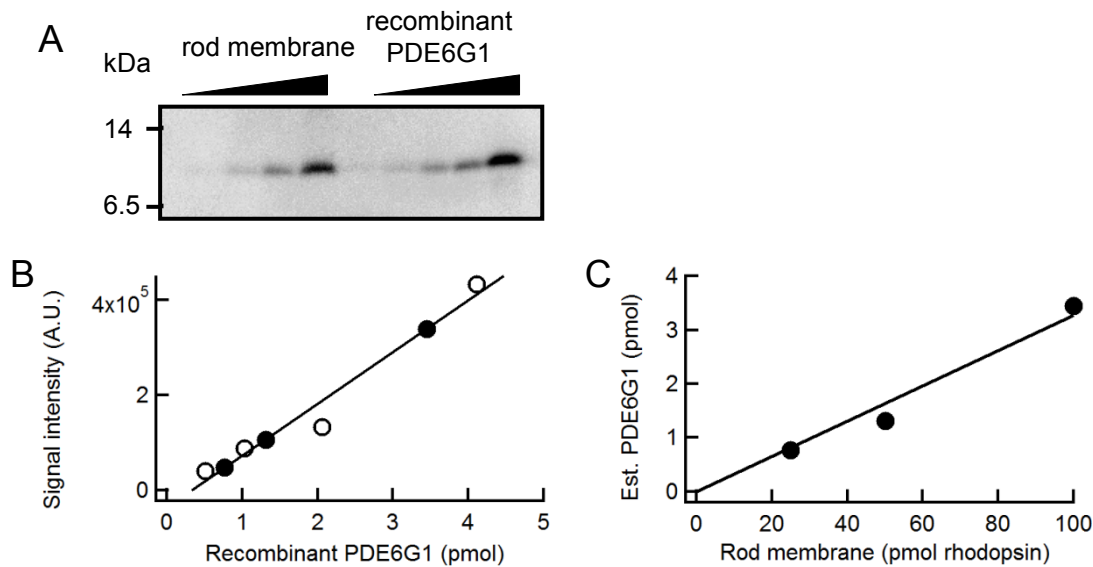 A
kDa
rod membrane
recombinant
PDE6G1
14
6.5
B
Signal intensity (A.U.)
4x10⁵
2
0
0 1 2 3 4 5
Recombinant PDE6G1 (pmol)
C
Est. PDE6G1 (pmol)
4
3
2
1
0
0 20 40 60 80 100
Rod membrane (pmol rhodopsin)